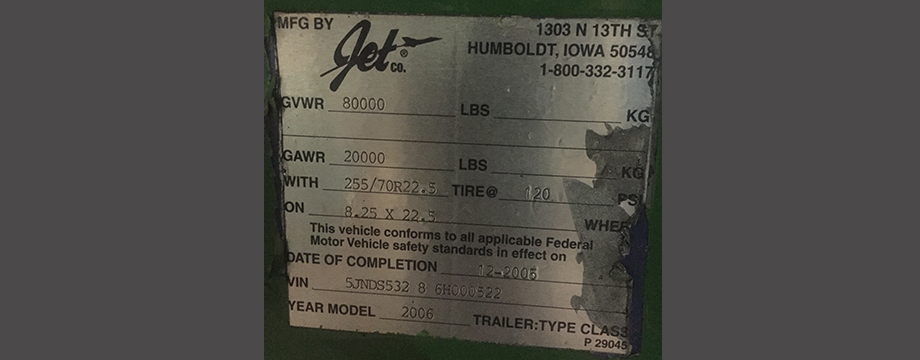 MFG BY Jet® CO. 1303 N 13TH ST.
HUMBOLDT, IOWA 50548
1-800-332-3117
GVWR 80000 LBS KG
GAWR 20000 LBS KG
WITH 255/70R22.5 TIRE@ 120 PSI
ON 8.25 X 22.5 WHEE
This vehicle conforms to all applicable Federal
Motor Vehicle safety standards in effect on
DATE OF COMPLETION 12-2005
VIN 5JNDS532 8 6H000322
YEAR MODEL 2006 TRAILER:TYPE CLASS
P 29045